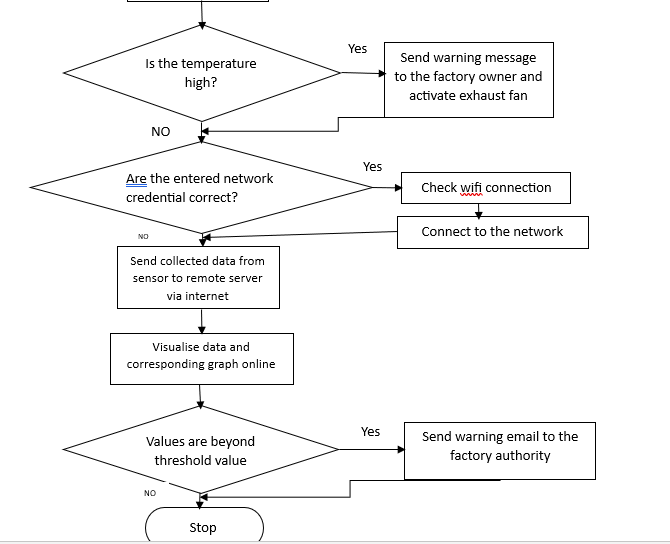 Yes
Is the temperature
high?
Send warning message
to the factory owner and
activate exhaust fan
NO
Yes
Are the entered network
credential correct?
Check wifi connection
Connect to the network
NO
Send collected data from
sensor to remote server
via internet
Visualise data and
corresponding graph online
Yes
Values are beyond
threshold value
Send warning email to the
factory authority
NO
Stop